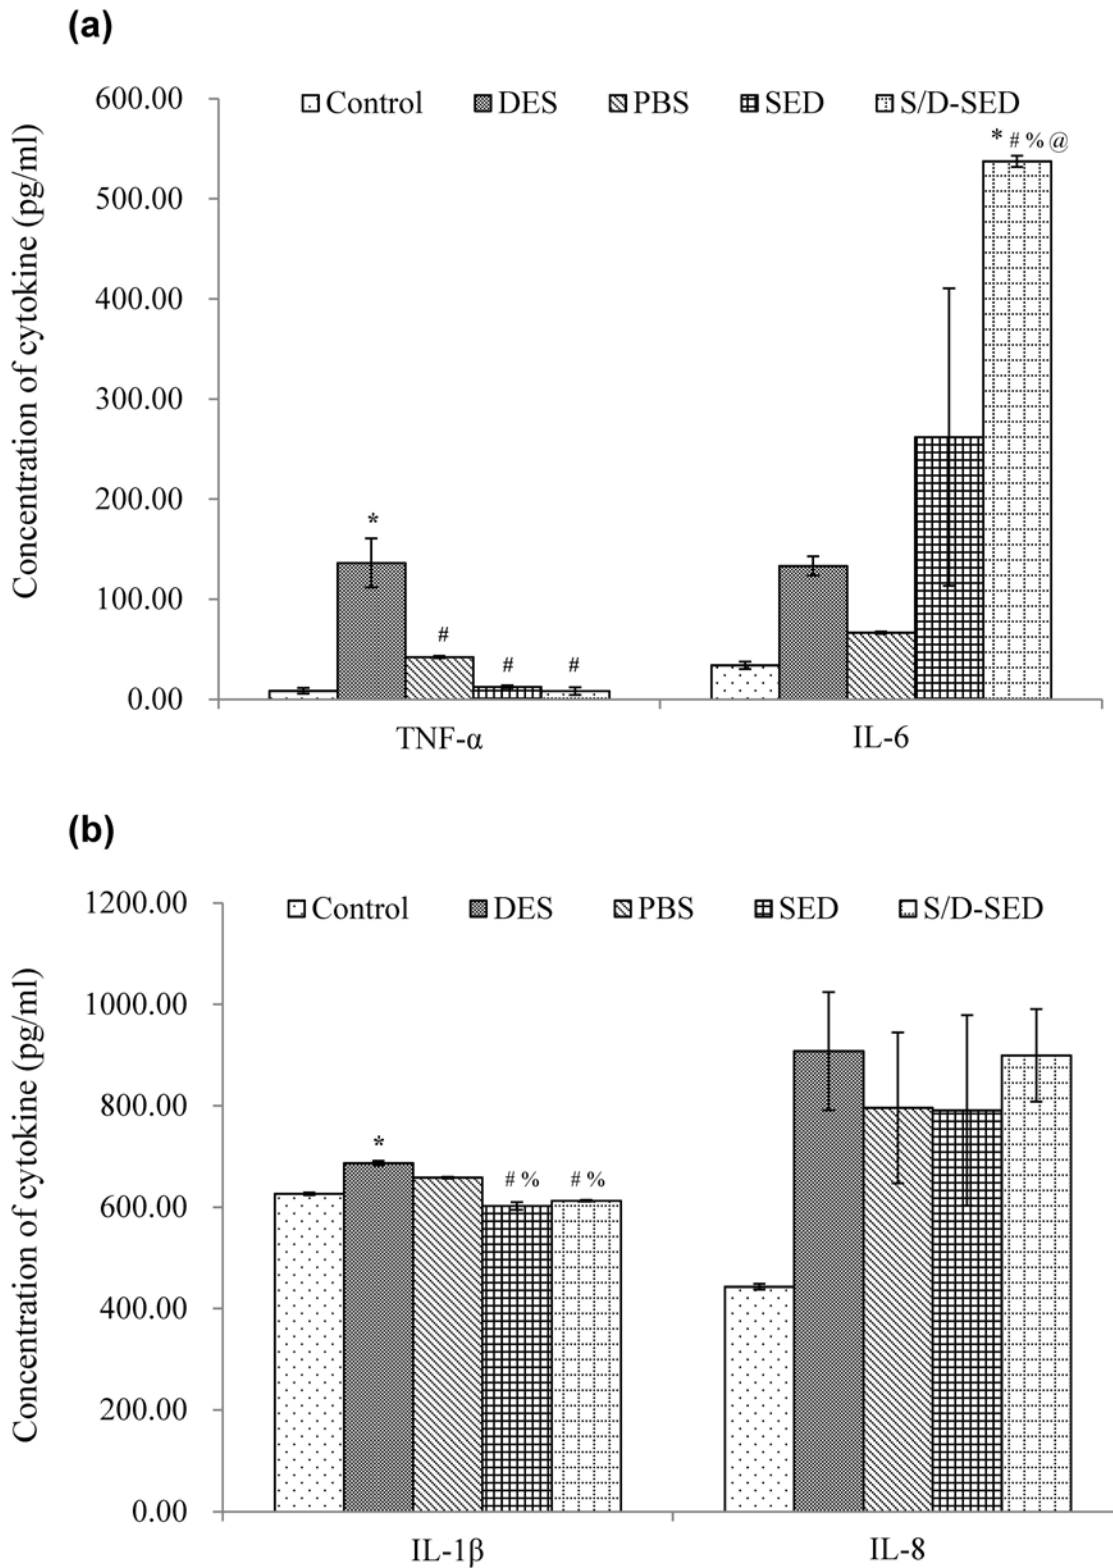 (a)
600.00
Control DES PBS SED S/D-SED
* # % @
500.00
400.00
300.00
200.00
*
100.00
# # #
0.00
TNF-α IL-6
Concentration of cytokine (pg/ml)
(b)
1200.00
Control DES PBS SED S/D-SED
1000.00
800.00
*
# % # %
600.00
400.00
200.00
0.00
IL-1β IL-8
Concentration of cytokine (pg/ml)